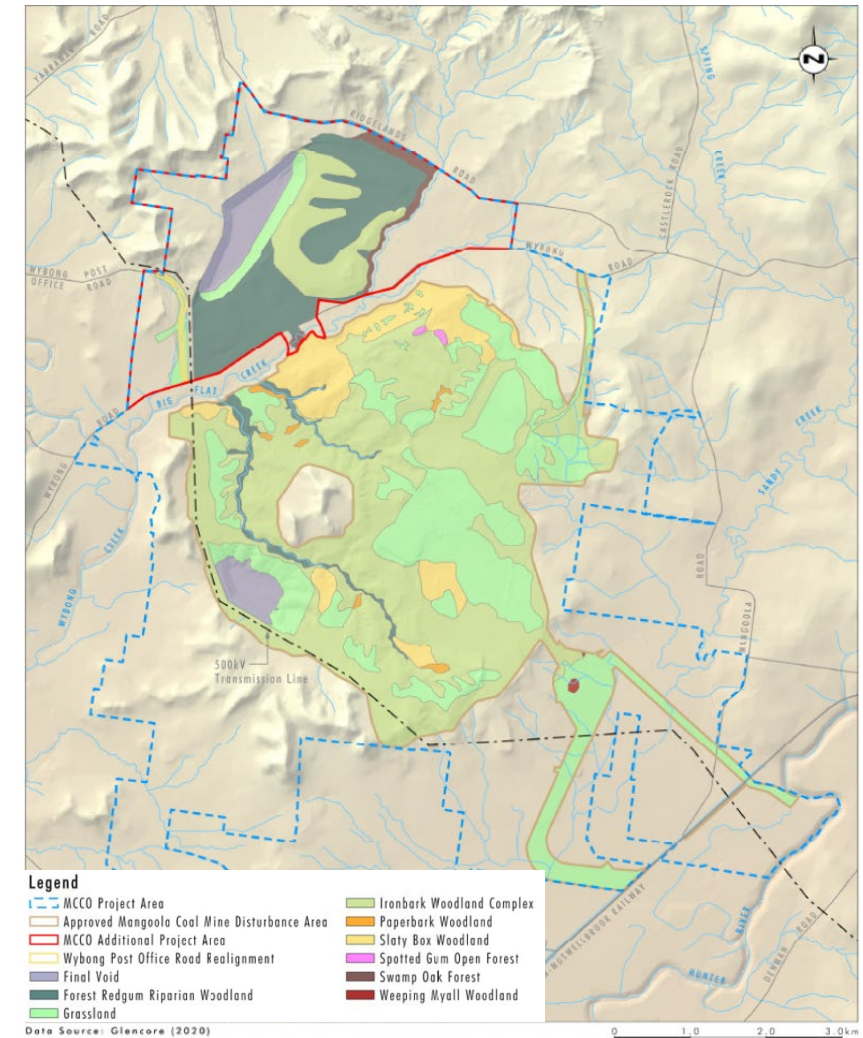 YARRAMAN ROAD
RIDGELANDS
ROAD
SPRING
CREEK
CASTLEROCK ROAD
N
WYBONG
ROAD
WYBONG POST
OFFICE ROAD
BIG FLAT CREEK
WYBONG ROAD
WYBONG CREEK
SANDY CREEK
ROAD
MANGOOLA
500kV
Transmission Line
MUSWELLBROOK RAILWAY
HUNTER RIVER
DENMAN ROAD
Legend
MCCO Project Area
Approved Mangoola Coal Mine Disturbance Area
MCCO Additional Project Area
Wybong Post Office Road Realignment
Final Void
Forest Redgum Riparian Woodland
Grassland
Ironbark Woodland Complex
Paperbark Woodland
Slaty Box Woodland
Spotted Gum Open Forest
Swamp Oak Forest
Weeping Myall Woodland
Data Source: Glencore (2020)
0 1.0 2.0 3.0km